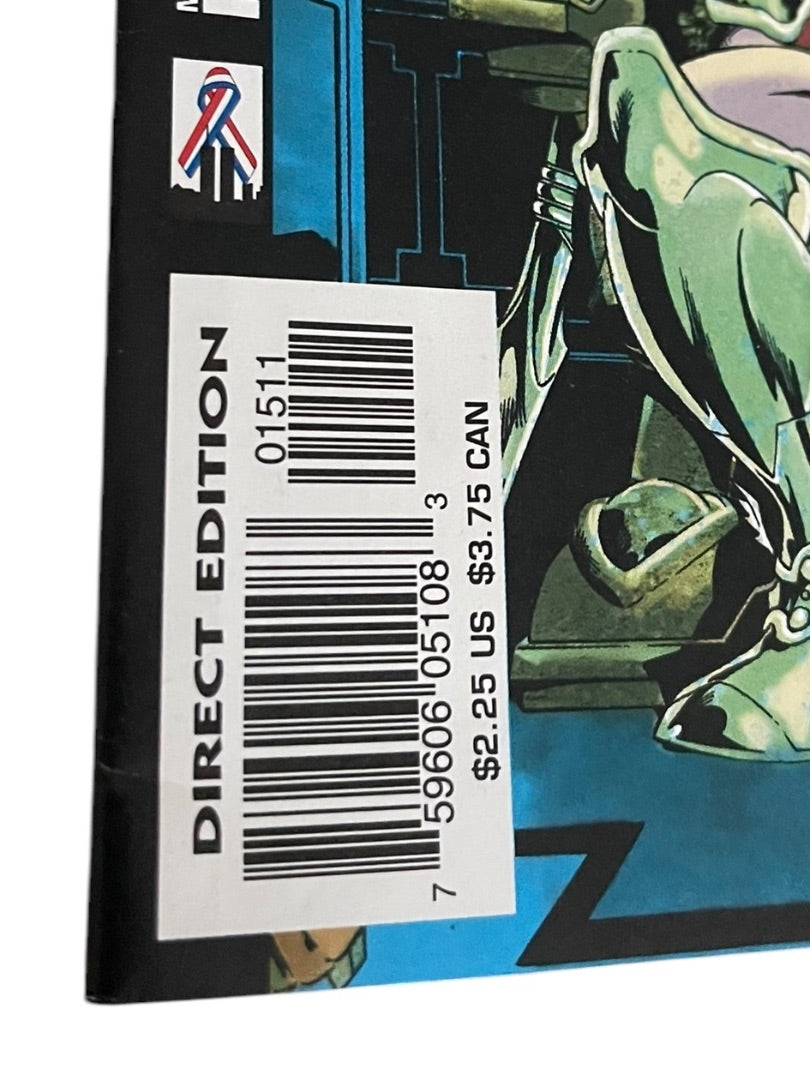 DIRECT EDITION
01511
7 59606 05108 3
$2.25 US $3.75 CAN